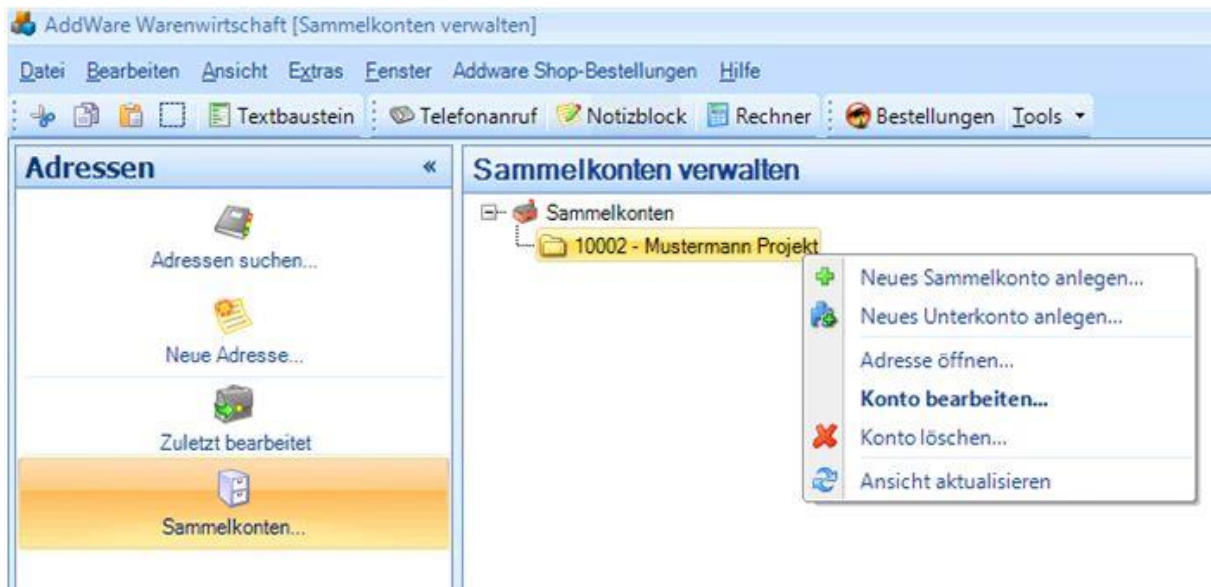 AddWare Warenwirtschaft [Sammelkonten verwalten]
Datei Bearbeiten Ansicht Extras Fenster Addware Shop-Bestellungen Hilfe
Textbaustein Telefonanruf Notizblock Rechner Bestellungen Tools
Adressen «
Adressen suchen...
Neue Adresse...
Zuletzt bearbeitet
Sammelkonten...
Sammelkonten verwalten
Sammelkonten
10002 - Mustermann Projekt
Neues Sammelkonto anlegen...
Neues Unterkonto anlegen...
Adresse öffnen...
Konto bearbeiten...
Konto löschen...
Ansicht aktualisieren